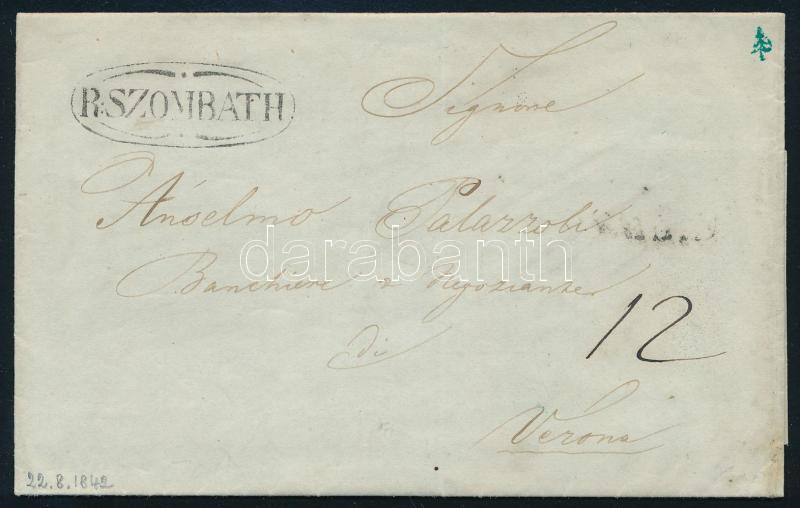 R:SZOMBATH
Signore
Anselmo Palazzoli
darabanth
Banchiere e Negoziante
di
12
Verona
22.8.1842